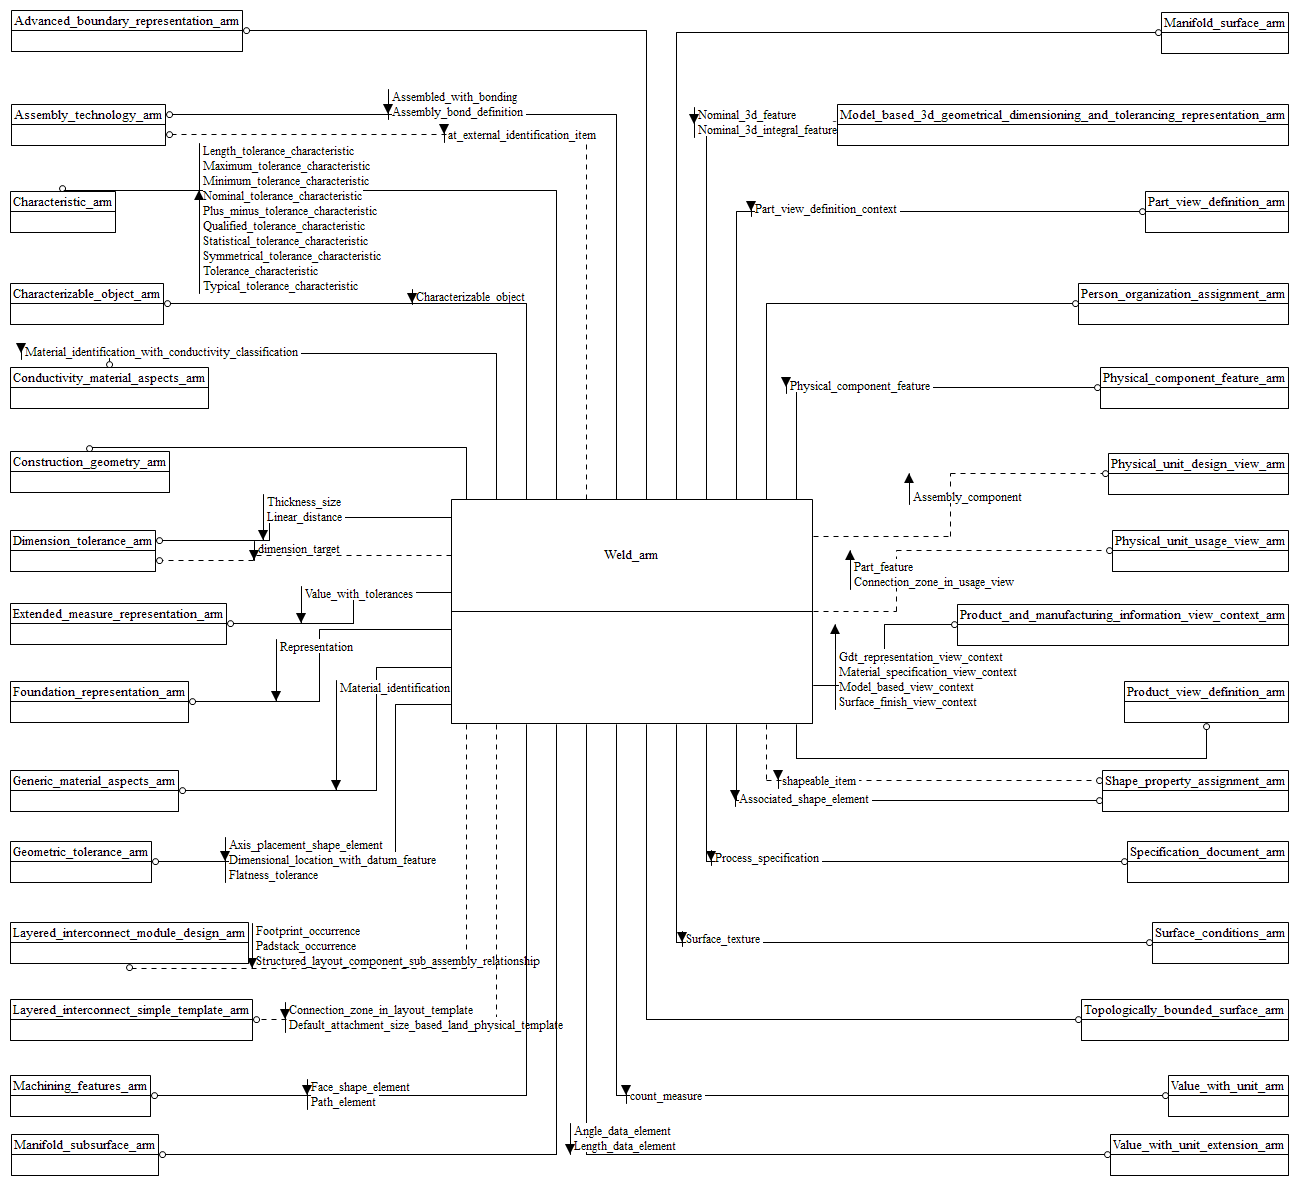 Advanced_boundary_representation_arm
Manifold_surface_arm
Assembled_with_bonding
Assembly_bond_definition
Assembly_technology_arm
at_external_identification_item
Nominal_3d_feature
Nominal_3d_integral_feature
Model_based_3d_geometrical_dimensioning_and_tolerancing_representation_arm
Length_tolerance_characteristic
Maximum_tolerance_characteristic
Minimum_tolerance_characteristic
Nominal_tolerance_characteristic
Plus_minus_tolerance_characteristic
Qualified_tolerance_characteristic
Statistical_tolerance_characteristic
Symmetrical_tolerance_characteristic
Tolerance_characteristic
Typical_tolerance_characteristic
Characteristic_arm
Part_view_definition_context
Part_view_definition_arm
Characterizable_object_arm
Characterizable_object
Person_organization_assignment_arm
Material_identification_with_conductivity_classification
Conductivity_material_aspects_arm
Physical_component_feature
Physical_component_feature_arm
Construction_geometry_arm
Physical_unit_design_view_arm
Assembly_component
Thickness_size
Linear_distance
Dimension_tolerance_arm
dimension_target
Weld_arm
Physical_unit_usage_view_arm
Part_feature
Connection_zone_in_usage_view
Value_with_tolerances
Extended_measure_representation_arm
Product_and_manufacturing_information_view_context_arm
Representation
Gdt_representation_view_context
Material_specification_view_context
Model_based_view_context
Surface_finish_view_context
Foundation_representation_arm
Material_identification
Product_view_definition_arm
Generic_material_aspects_arm
shapeable_item
Associated_shape_element
Shape_property_assignment_arm
Geometric_tolerance_arm
Axis_placement_shape_element
Dimensional_location_with_datum_feature
Flatness_tolerance
Process_specification
Specification_document_arm
Layered_interconnect_module_design_arm
Footprint_occurrence
Padstack_occurrence
Structured_layout_component_sub_assembly_relationship
Surface_texture
Surface_conditions_arm
Layered_interconnect_simple_template_arm
Connection_zone_in_layout_template
Default_attachment_size_based_land_physical_template
Topologically_bounded_surface_arm
Machining_features_arm
Face_shape_element
Path_element
count_measure
Value_with_unit_arm
Manifold_subsurface_arm
Angle_data_element
Length_data_element
Value_with_unit_extension_arm